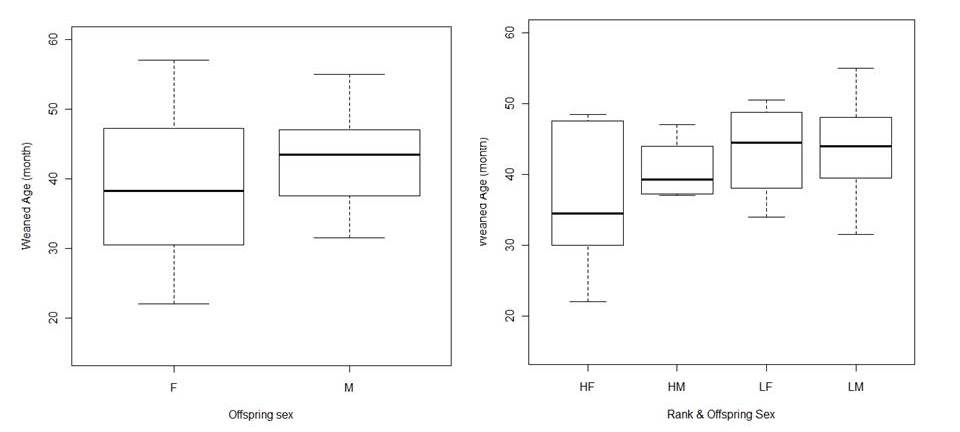 60
50
40
30
20
Weaned Age (month)
F M
Offspring sex
60
50
40
30
20
Weaned Age (month)
HF HM LF LM
Rank & Offspring Sex